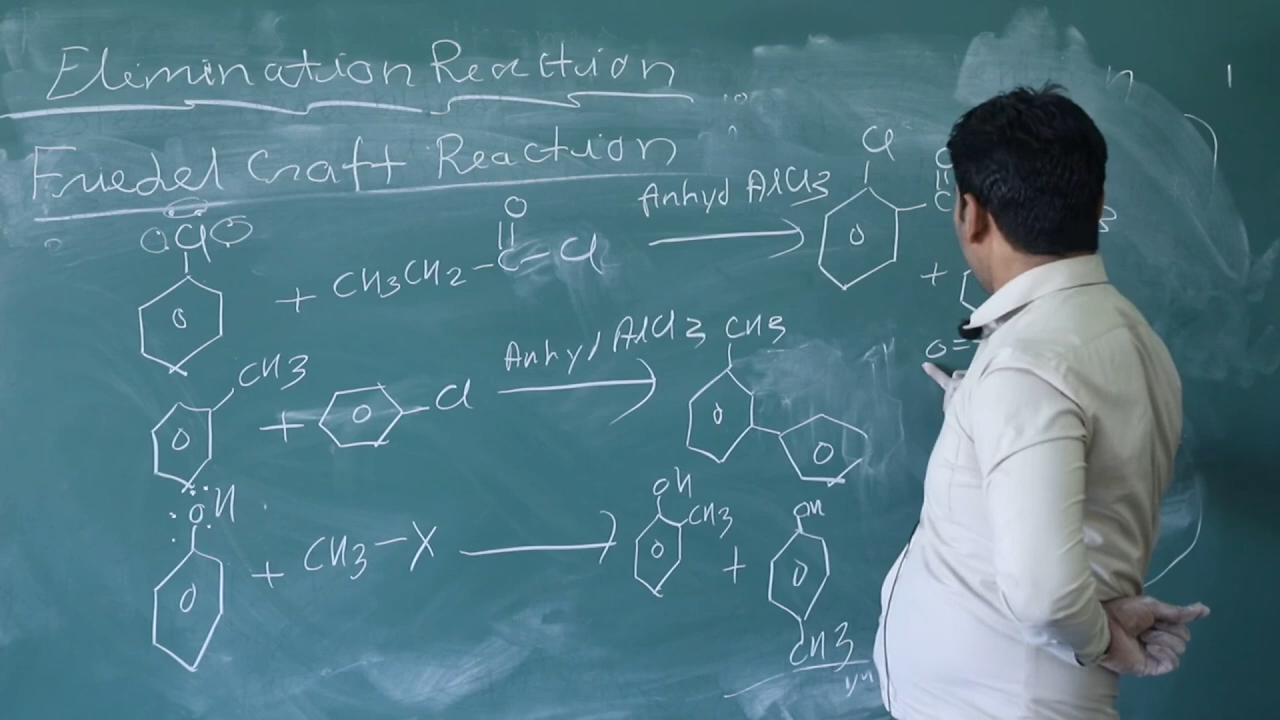 Elimination Reaction
Friedel Craft Reaction
Cl + CH3CH2-C-Cl Anhyd AlCl3 Cl
O O
+
O=
CH3 + Cl Anhyd AlCl3 CH3
OH + CH3-X OH CH3 + OH
CH3